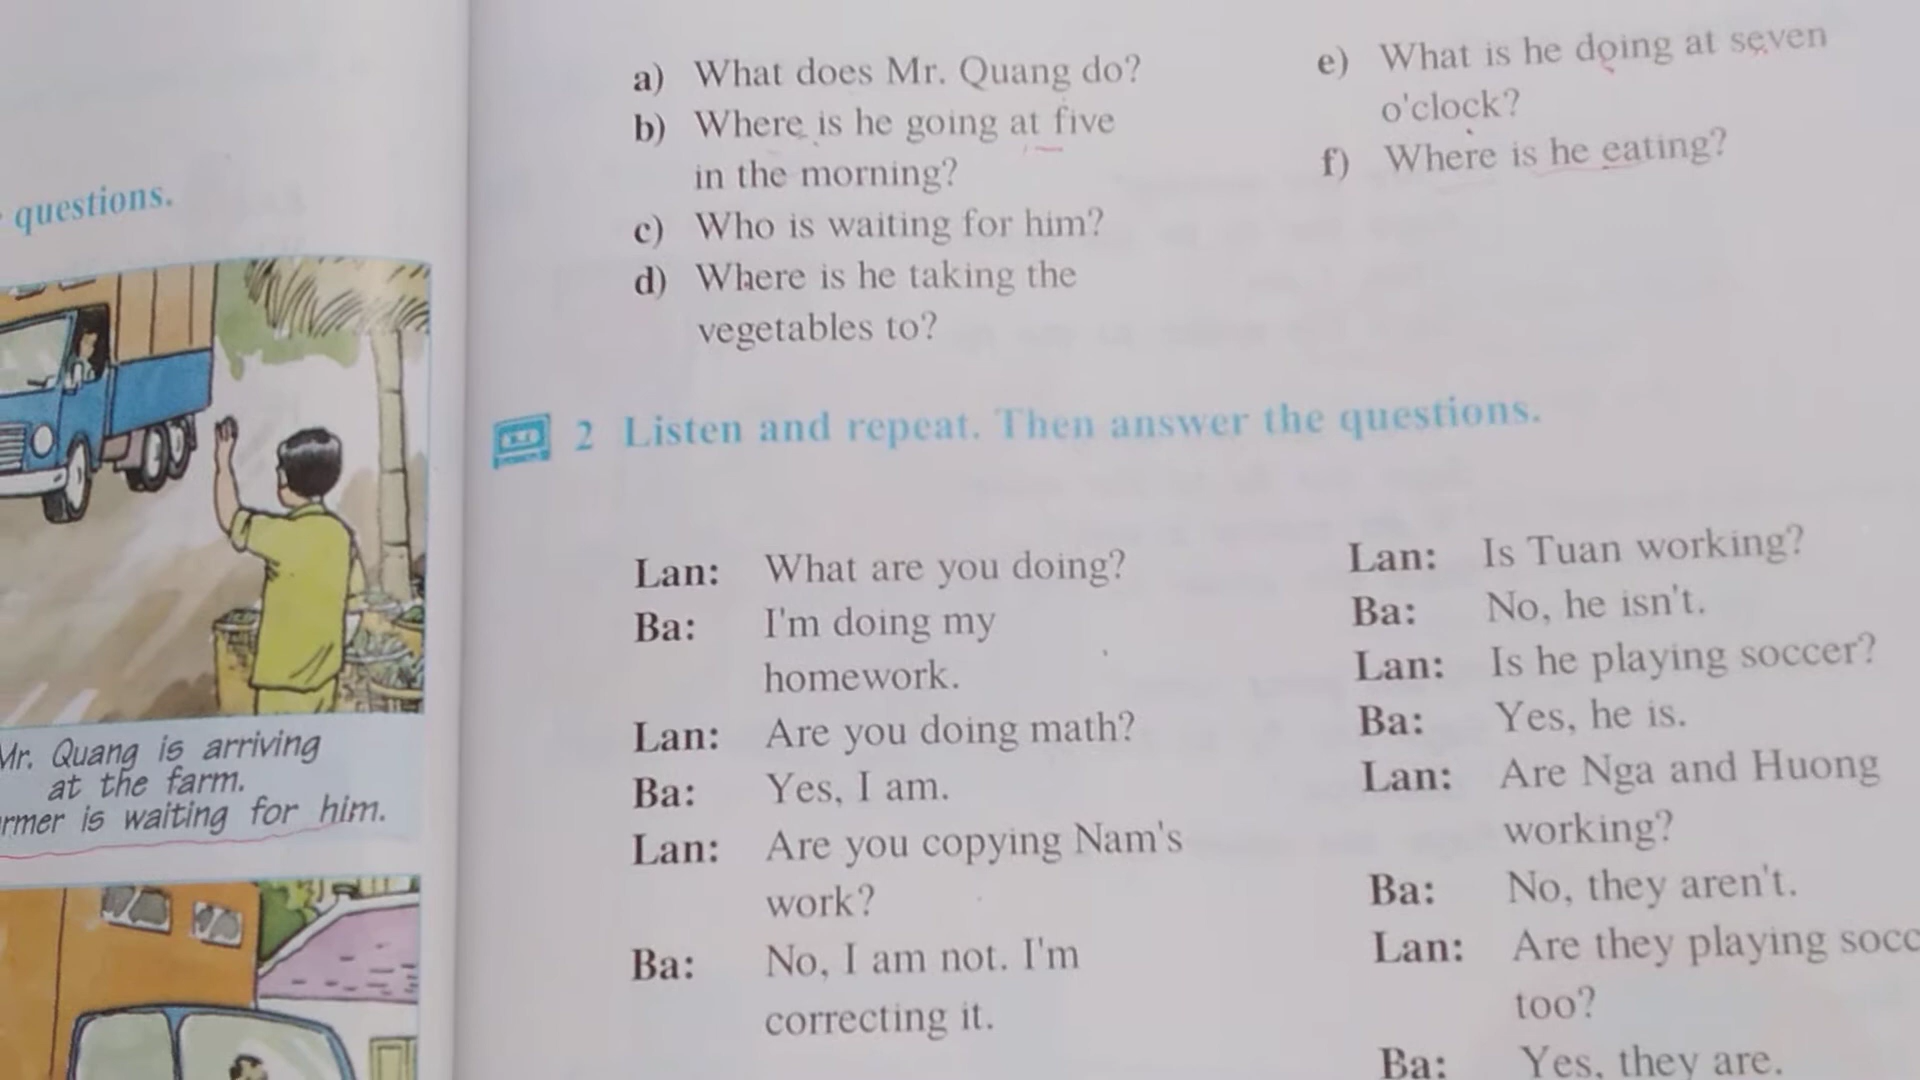 questions.
Mr. Quang is arriving
at the farm.
is waiting for him.
a) What does Mr. Quang do?
b) Where is he going at five
in the morning?
c) Who is waiting for him?
d) Where is he taking the
vegetables to?
e) What is he doing at seven
o'clock?
f) Where is he eating?
2 Listen and repeat. Then answer the questions.
Lan: What are you doing?
Ba: I'm doing my
homework.
Lan: Are you doing math?
Ba: Yes, I am.
Lan: Are you copying Nam's
work?
Ba: No, I am not. I'm
correcting it.
Lan: Is Tuan working?
Ba: No, he isn't.
Lan: Is he playing soccer?
Ba: Yes, he is.
Lan: Are Nga and Huong
working?
Ba: No, they aren't.
Lan: Are they playing
too?
Ba: Yes, they are.